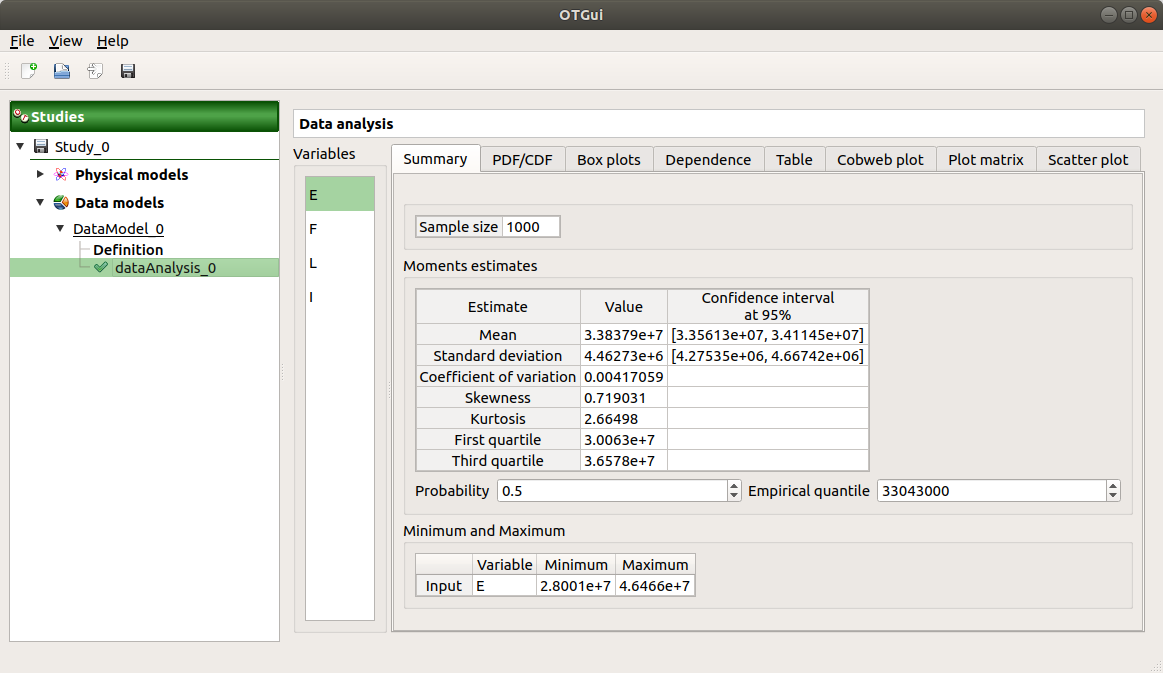 OTGui
File View Help
Studies
Study_0
Physical models
Data models
DataModel_0
Definition
dataAnalysis_0
Data analysis
Variables
E
F
L
I
Summary PDF/CDF Box plots Dependence Table Cobweb plot Plot matrix Scatter plot
Sample size 1000
Moments estimates
Estimate Value Confidence interval
at 95%
Mean 3.38379e+7 [3.35613e+07, 3.41145e+07]
Standard deviation 4.46273e+6 [4.27535e+06, 4.66742e+06]
Coefficient of variation 0.00417059
Skewness 0.719031
Kurtosis 2.66498
First quartile 3.0063e+7
Third quartile 3.6578e+7
Probability 0.5 Empirical quantile 33043000
Minimum and Maximum
Variable Minimum Maximum
Input E 2.8001e+7 4.6466e+7